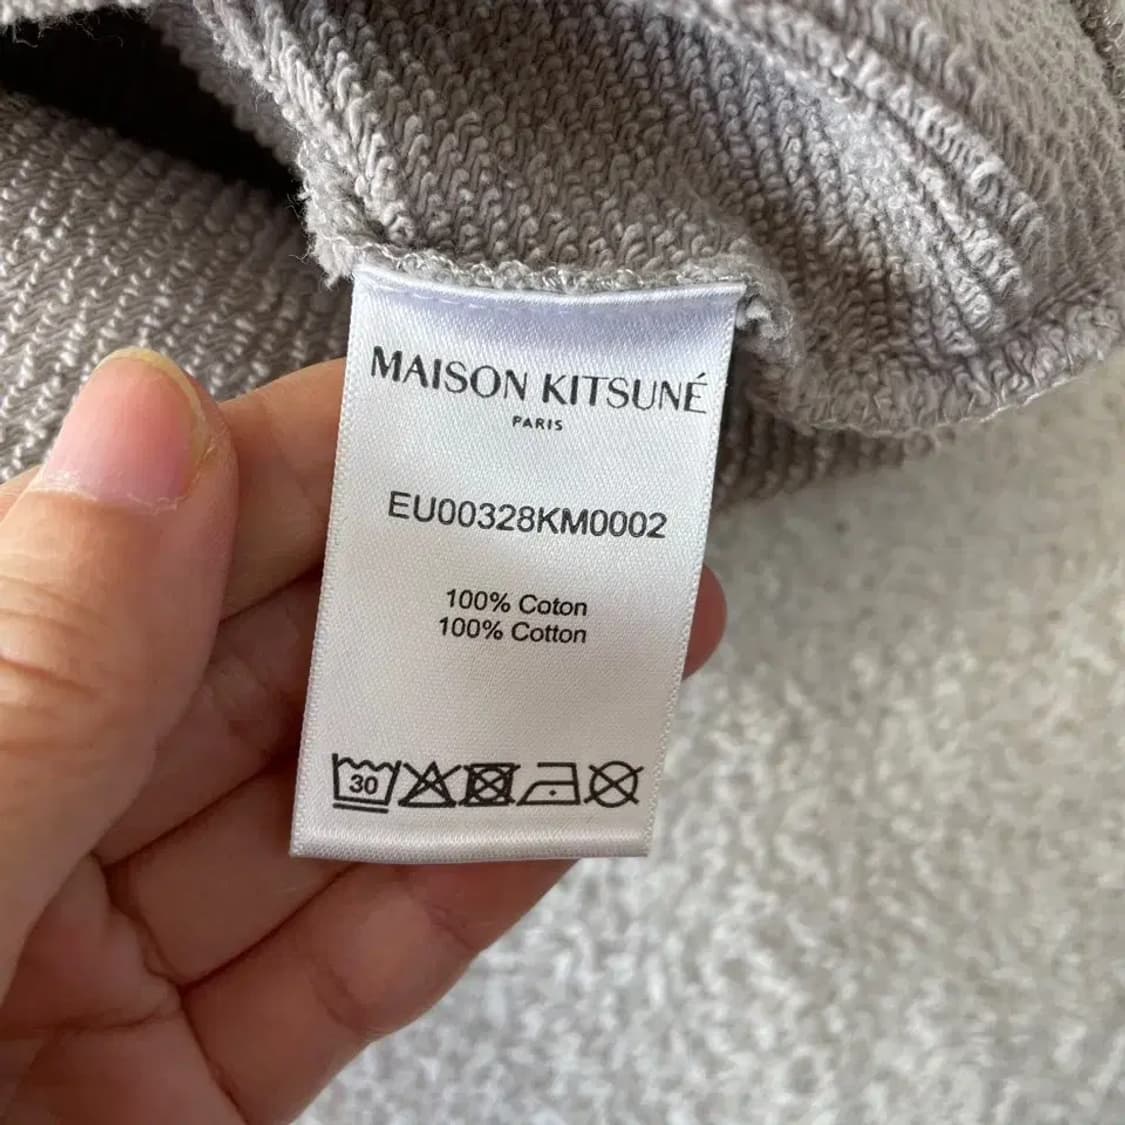 MAISON KITSUNÉ
PARIS
EU00328KM0002
100% Coton
100% Cotton
30